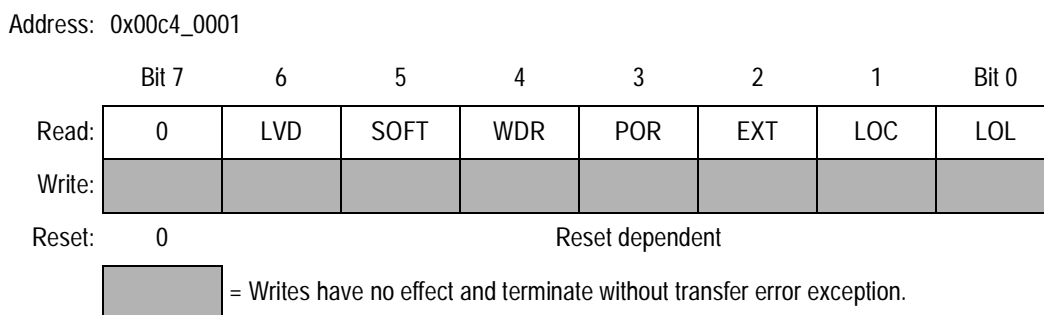 Address: 0x00c4_0001
Bit 7 6 5 4 3 2 1 Bit 0
Read: 0 LVD SOFT WDR POR EXT LOC LOL
Write:
Reset: 0 Reset dependent
= Writes have no effect and terminate without transfer error exception.